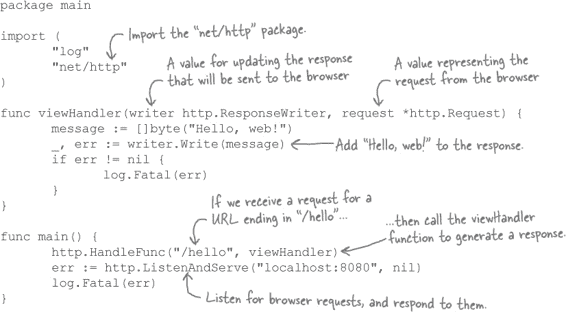 package main
import (
Import the “net/http” package.
"log"
"net/http"
)
A value for updating the response
that will be sent to the browser
A value representing the
request from the browser
func viewHandler(writer http.ResponseWriter, request *http.Request) {
message := []byte("Hello, web!")
_, err := writer.Write(message)
Add “Hello, web!” to the response.
if err != nil {
log.Fatal(err)
}
}
If we receive a request for a
URL ending in “/hello”...
...then call the viewHandler
function to generate a response.
func main() {
http.HandleFunc("/hello", viewHandler)
err := http.ListenAndServe("localhost:8080", nil)
log.Fatal(err)
}
Listen for browser requests, and respond to them.